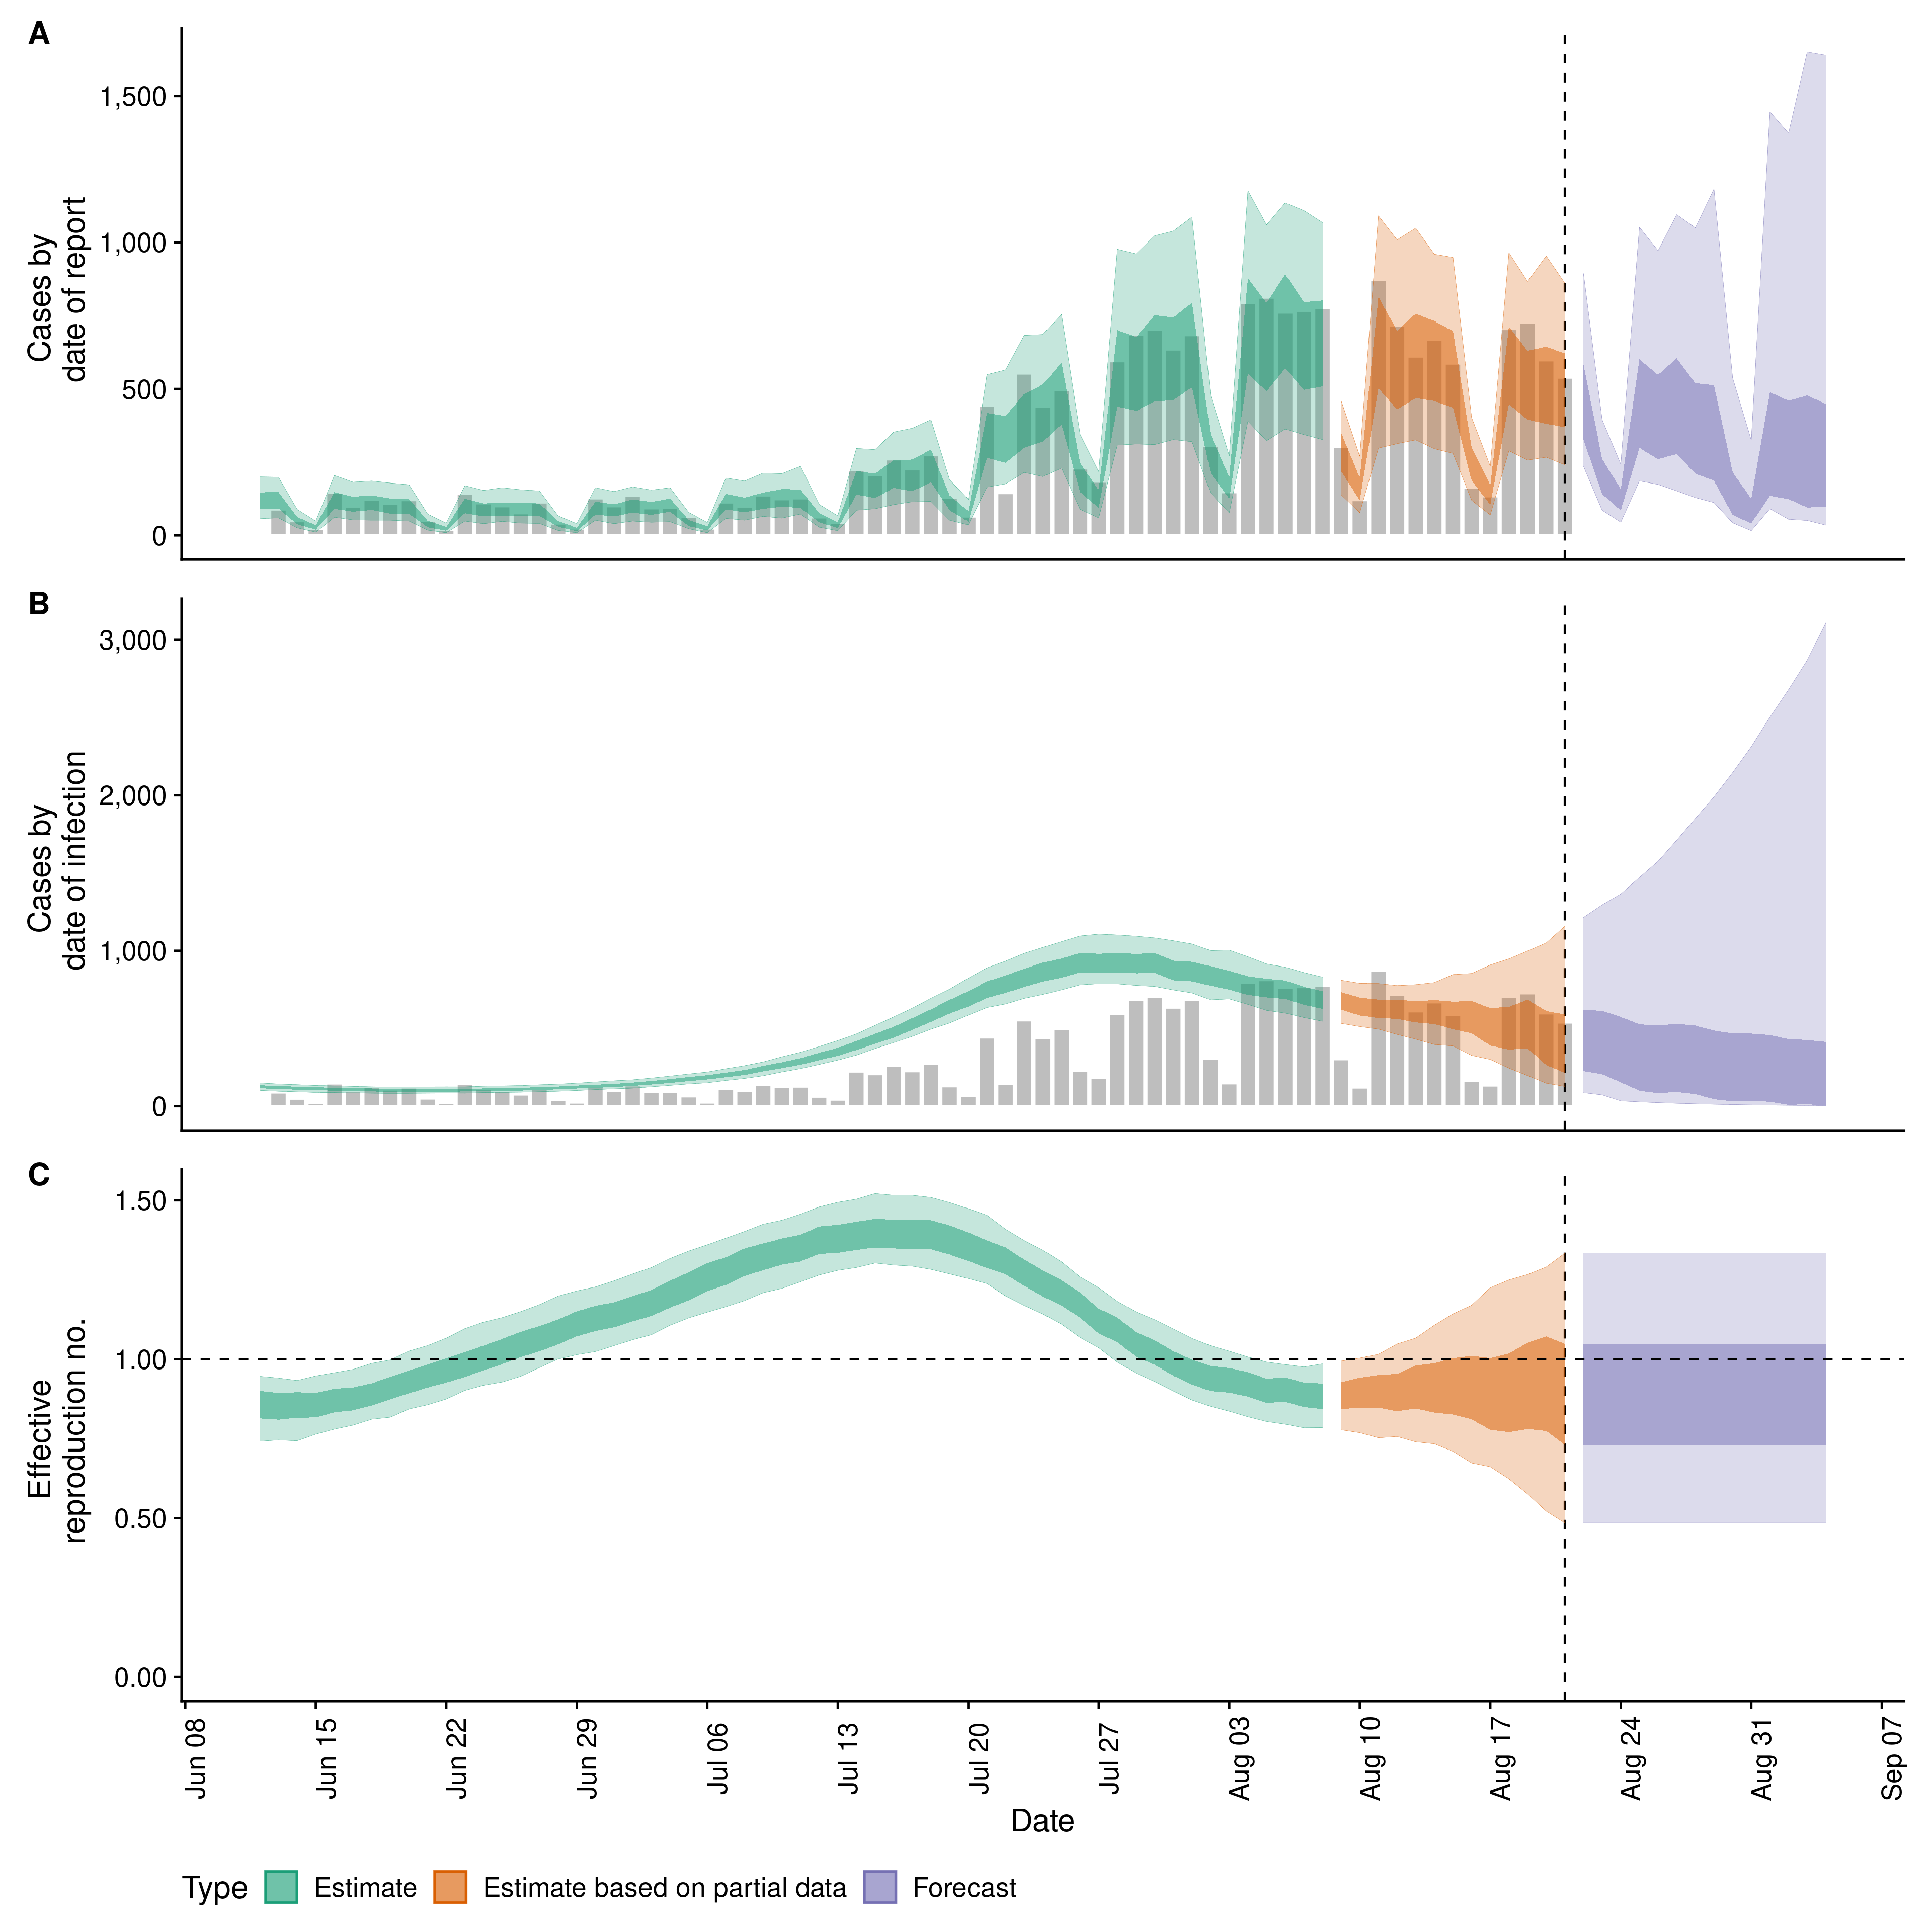 A
Cases by
date of report
1,500
1,000
500
0
B
Cases by
date of infection
3,000
2,000
1,000
0
C
Effective
reproduction no.
1.50
1.00
0.50
0.00
Jun 08
Jun 15
Jun 22
Jun 29
Jul 06
Jul 13
Jul 20
Jul 27
Aug 03
Aug 10
Aug 17
Aug 24
Aug 31
Sep 07
Date
Type Estimate Estimate based on partial data Forecast